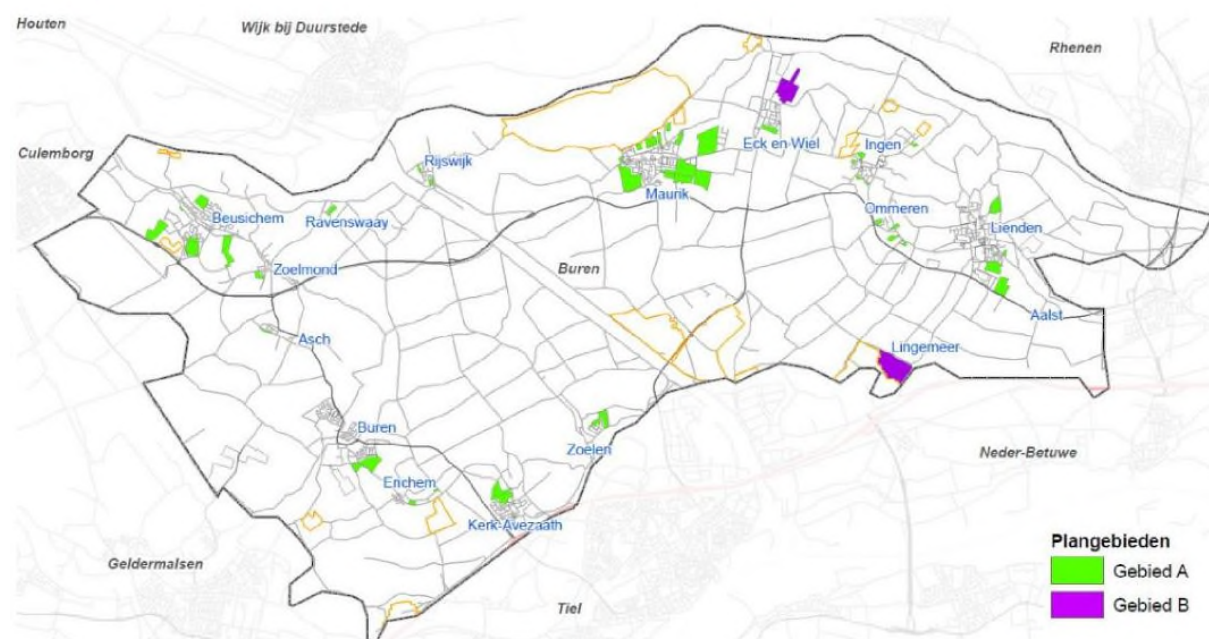 Houten
Wijk bij Duurstede
Rhenen
Culemborg
Eck en Wiel
Ingen
Rijswijk
Maurik
Beusichem
Ravenswaay
Ommeren
Lienden
Zoelmond
Buren
Aalst
Asch
Lingemeer
Buren
Zoelen
Neder-Betuwe
Erichem
Kerk-Avezaath
Geldermalsen
Tiel
Plangebieden
Gebied A
Gebied B